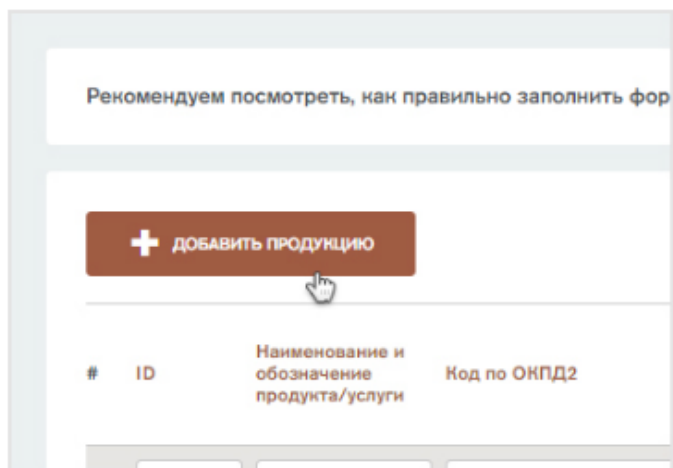 Рекомендуем посмотреть, как правильно заполнить фор
ДОБАВИТЬ ПРОДУКЦИЮ
# ID Наименование и обозначение продукта/услуги Код по ОКПД2